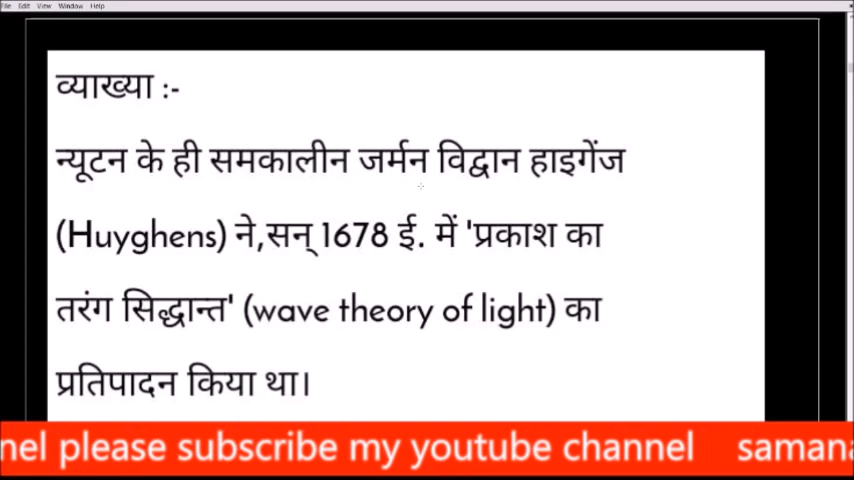 File Edit View Window Help
व्याख्या :-
न्यूटन के ही समकालीन जर्मन विद्वान हाइगेंज
(Huyghens) ने,सन् 1678 ई. में 'प्रकाश का
तरंग सिद्धान्त' (wave theory of light) का
प्रतिपादन किया था।
nel please subscribe my youtube channel samana